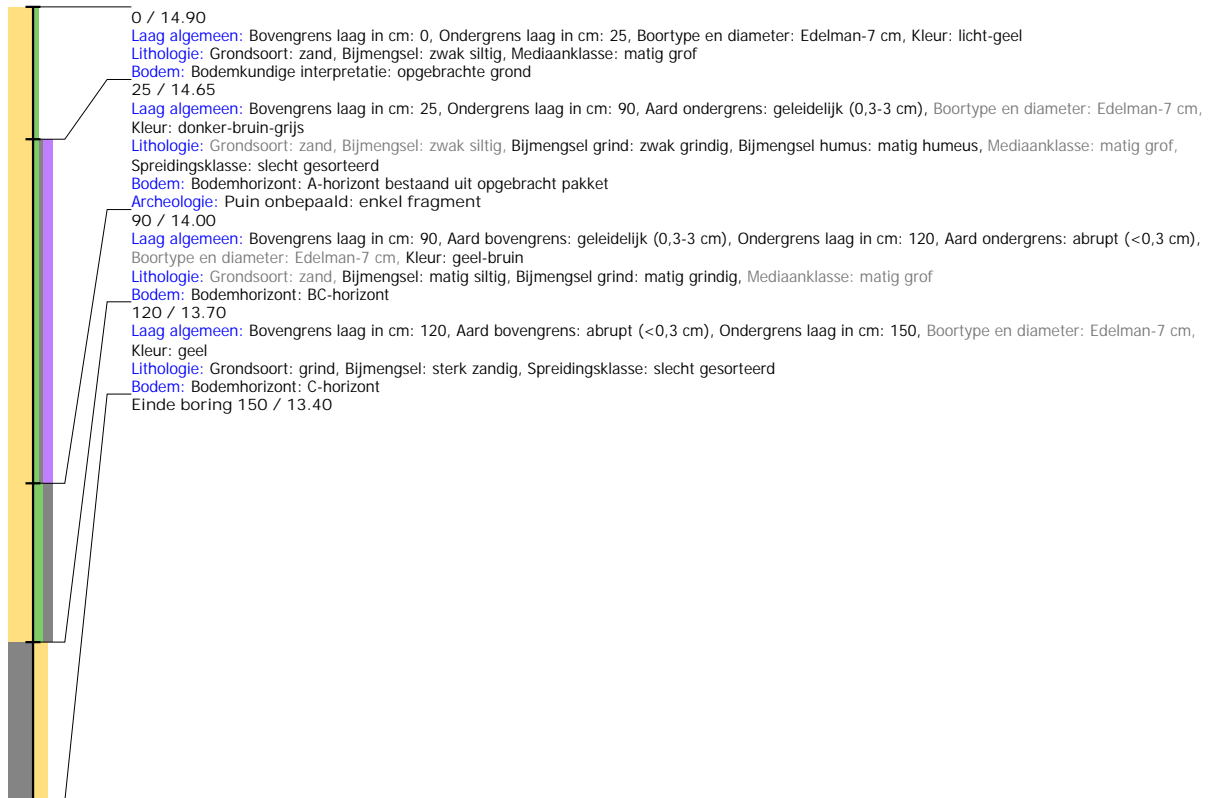 0 / 14.90
Laag algemeen: Bovengrens laag in cm: 0, Ondergrens laag in cm: 25, Boortype en diameter: Edelman-7 cm, Kleur: licht-geel
Lithologie: Grondsoort: zand, Bijmengsel: zwak siltig, Mediaanklasse: matig grof
Bodem: Bodemkundige interpretatie: opgebrachte grond
25 / 14.65
Laag algemeen: Bovengrens laag in cm: 25, Ondergrens laag in cm: 90, Aard ondergrens: geleidelijk (0,3-3 cm), Boortype en diameter: Edelman-7 cm,
Kleur: donker-bruin-grijs
Lithologie: Grondsoort: zand, Bijmengsel: zwak siltig, Bijmengsel grind: zwak grindig, Bijmengsel humus: matig humeus, Mediaanklasse: matig grof,
Spreidingsklasse: slecht gesorteerd
Bodem: Bodemhorizont: A-horizont bestaand uit opgebracht pakket
Archeologie: Puin onbepaald: enkel fragment
90 / 14.00
Laag algemeen: Bovengrens laag in cm: 90, Aard bovengrens: geleidelijk (0,3-3 cm), Ondergrens laag in cm: 120, Aard ondergrens: abrupt (<0,3 cm),
Boortype en diameter: Edelman-7 cm, Kleur: geel-bruin
Lithologie: Grondsoort: zand, Bijmengsel: matig siltig, Bijmengsel grind: matig grindig, Mediaanklasse: matig grof
Bodem: Bodemhorizont: BC-horizont
120 / 13.70
Laag algemeen: Bovengrens laag in cm: 120, Aard bovengrens: abrupt (<0,3 cm), Ondergrens laag in cm: 150, Boortype en diameter: Edelman-7 cm,
Kleur: geel
Lithologie: Grondsoort: grind, Bijmengsel: sterk zandig, Spreidingsklasse: slecht gesorteerd
Bodem: Bodemhorizont: C-horizont
Einde boring 150 / 13.40